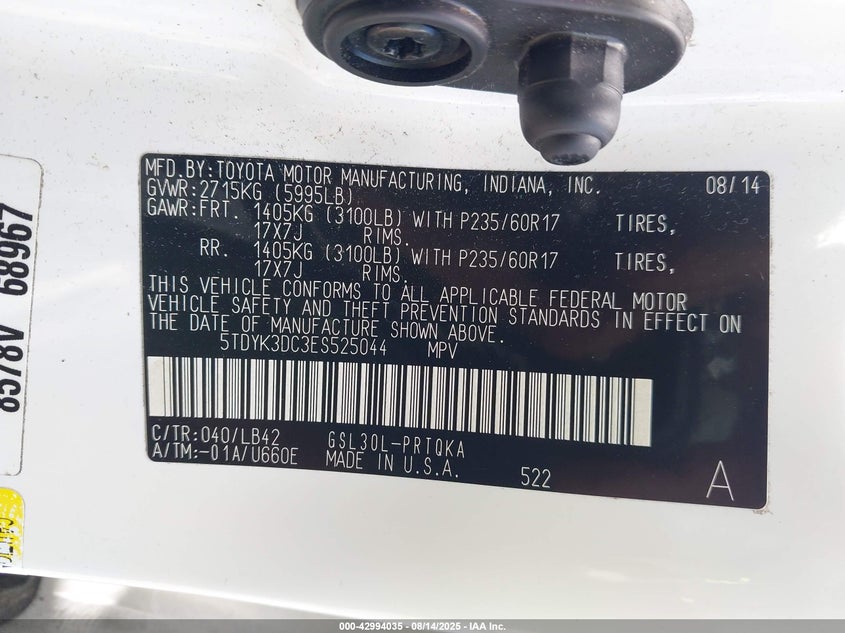 MFD.BY:TOYOTA MOTOR MANUFACTURING, INDIANA, INC. 08/14
GVWR:2715KG (5995LB)
GAWR:FRT. 1405KG (3100LB) WITH P235/60R17 TIRES,
17X7J RIMS.
RR. 1405KG (3100LB) WITH P235/60R17 TIRES,
17X7J RIMS.
THIS VEHICLE CONFORMS TO ALL APPLICABLE FEDERAL MOTOR
VEHICLE SAFETY AND THEFT PREVENTION STANDARDS IN EFFECT ON
THE DATE OF MANUFACTURE SHOWN ABOVE.
5TDYK3DC3ES525044 MPV
C/TR:040/LB42 GSL30L-PRTQKA
A/TM:-01A/U660E MADE IN U.S.A. 522 A
8578V 68967
000-42994035 - 08/14/2025 - IAA Inc.